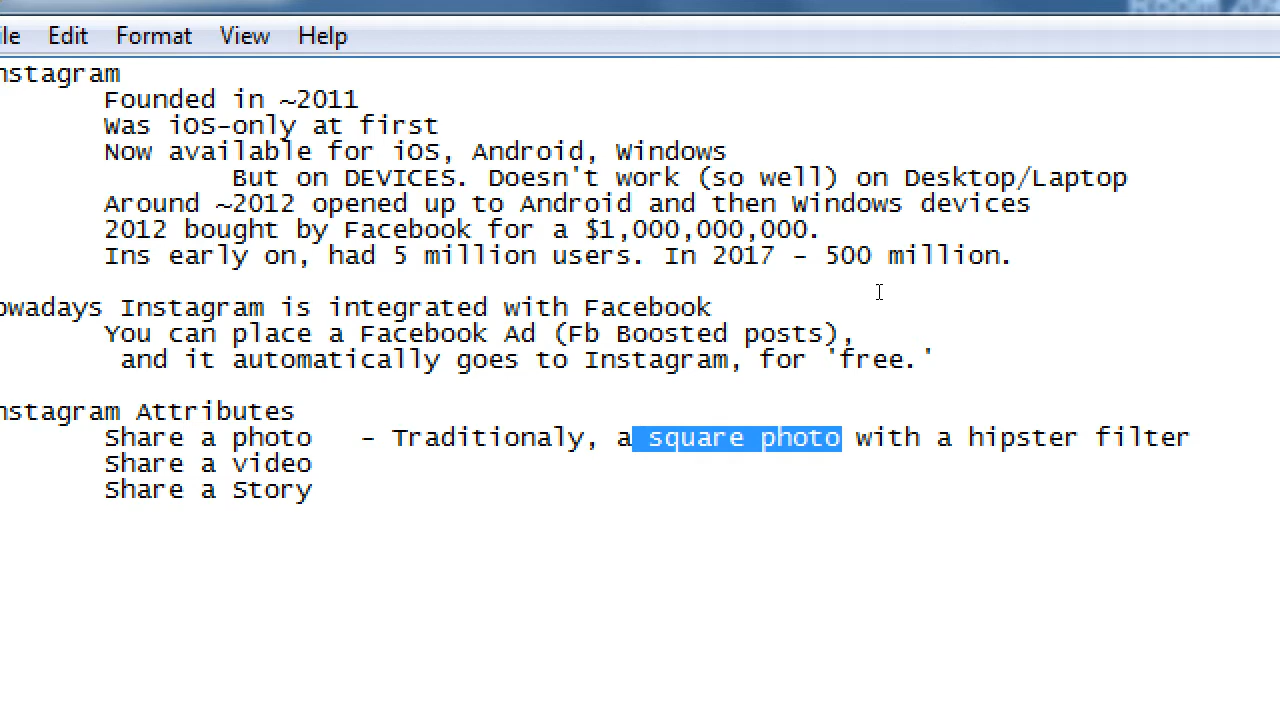 ile Edit Format View Help
nstagram
Founded in ~2011
Was iOS-only at first
Now available for iOS, Android, Windows
But on DEVICES. Doesn't work (so well) on Desktop/Laptop
Around ~2012 opened up to Android and then Windows devices
2012 bought by Facebook for a $1,000,000,000.
Ins early on, had 5 million users. In 2017 - 500 million.
owadays Instagram is integrated with Facebook
You can place a Facebook Ad (Fb Boosted posts),
and it automatically goes to Instagram, for 'free.'
nstagram Attributes
Share a photo - Traditionaly, a square photo with a hipster filter
Share a video
Share a Story